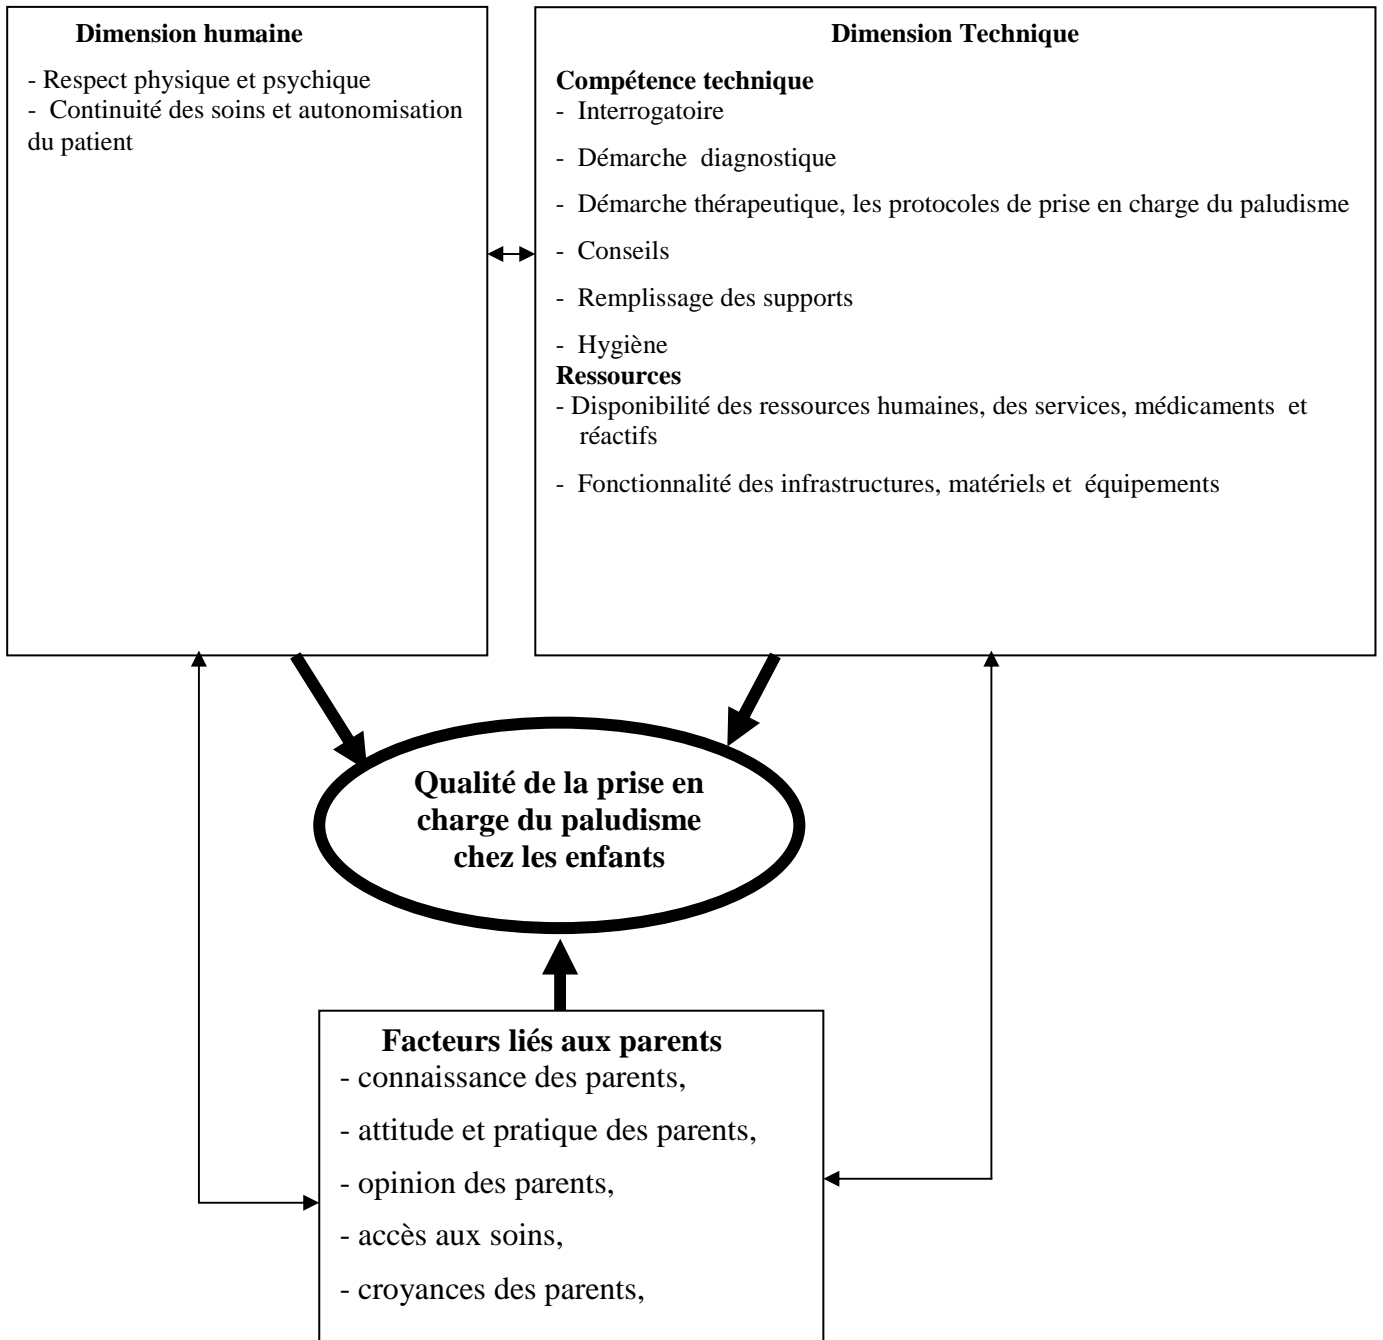 Dimension humaine
- Respect physique et psychique
- Continuité des soins et autonomisation
du patient
Dimension Technique
Compétence technique
- Interrogatoire
- Démarche diagnostique
- Démarche thérapeutique, les protocoles de prise en charge du paludisme
- Conseils
- Remplissage des supports
- Hygiène
Ressources
- Disponibilité des ressources humaines, des services, médicaments et
réactifs
- Fonctionnalité des infrastructures, matériels et équipements
Qualité de la prise en
charge du paludisme
chez les enfants
Facteurs liés aux parents
- connaissance des parents,
- attitude et pratique des parents,
- opinion des parents,
- accès aux soins,
- croyances des parents,